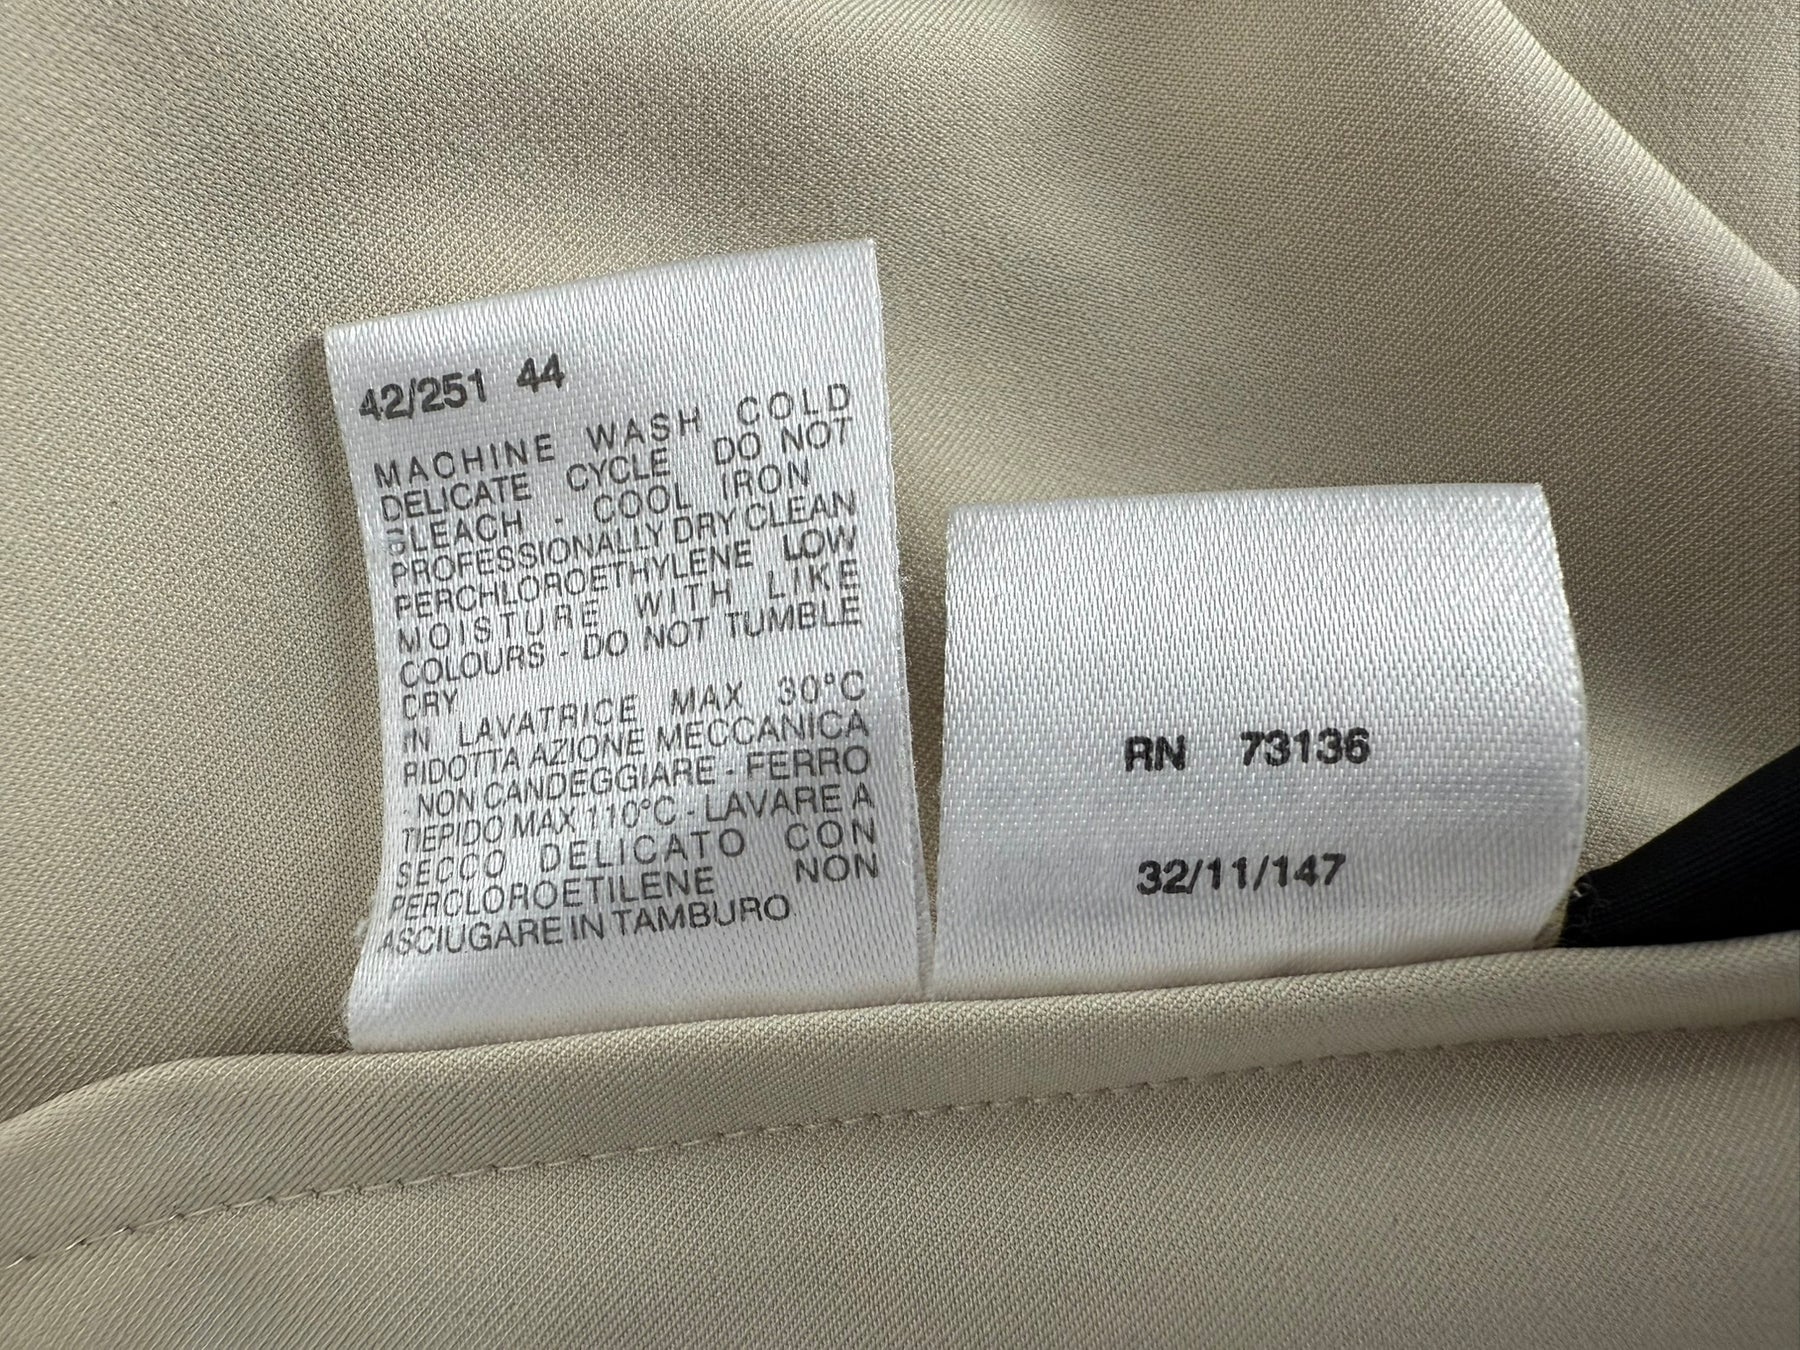 42/251 44
MACHINE WASH COLD
DELICATE CYCLE DO NOT
BLEACH - COOL IRON
PROFESSIONALLY DRY CLEAN
PERCHLOROETHYLENE LOW
MOISTURE WITH LIKE
COLOURS - DO NOT TUMBLE
CRY
IN LAVATRICE MAX 30°C
RIDOTTA AZIONE MECCANICA
- NON CANDEGGIARE - FERRO
TIEPIDO MAX 110°C - LAVARE A
SECCO DELICATO CON
PERCLOROETILENE NON
ASCIUGARE IN TAMBURO
RN 73136
32/11/147